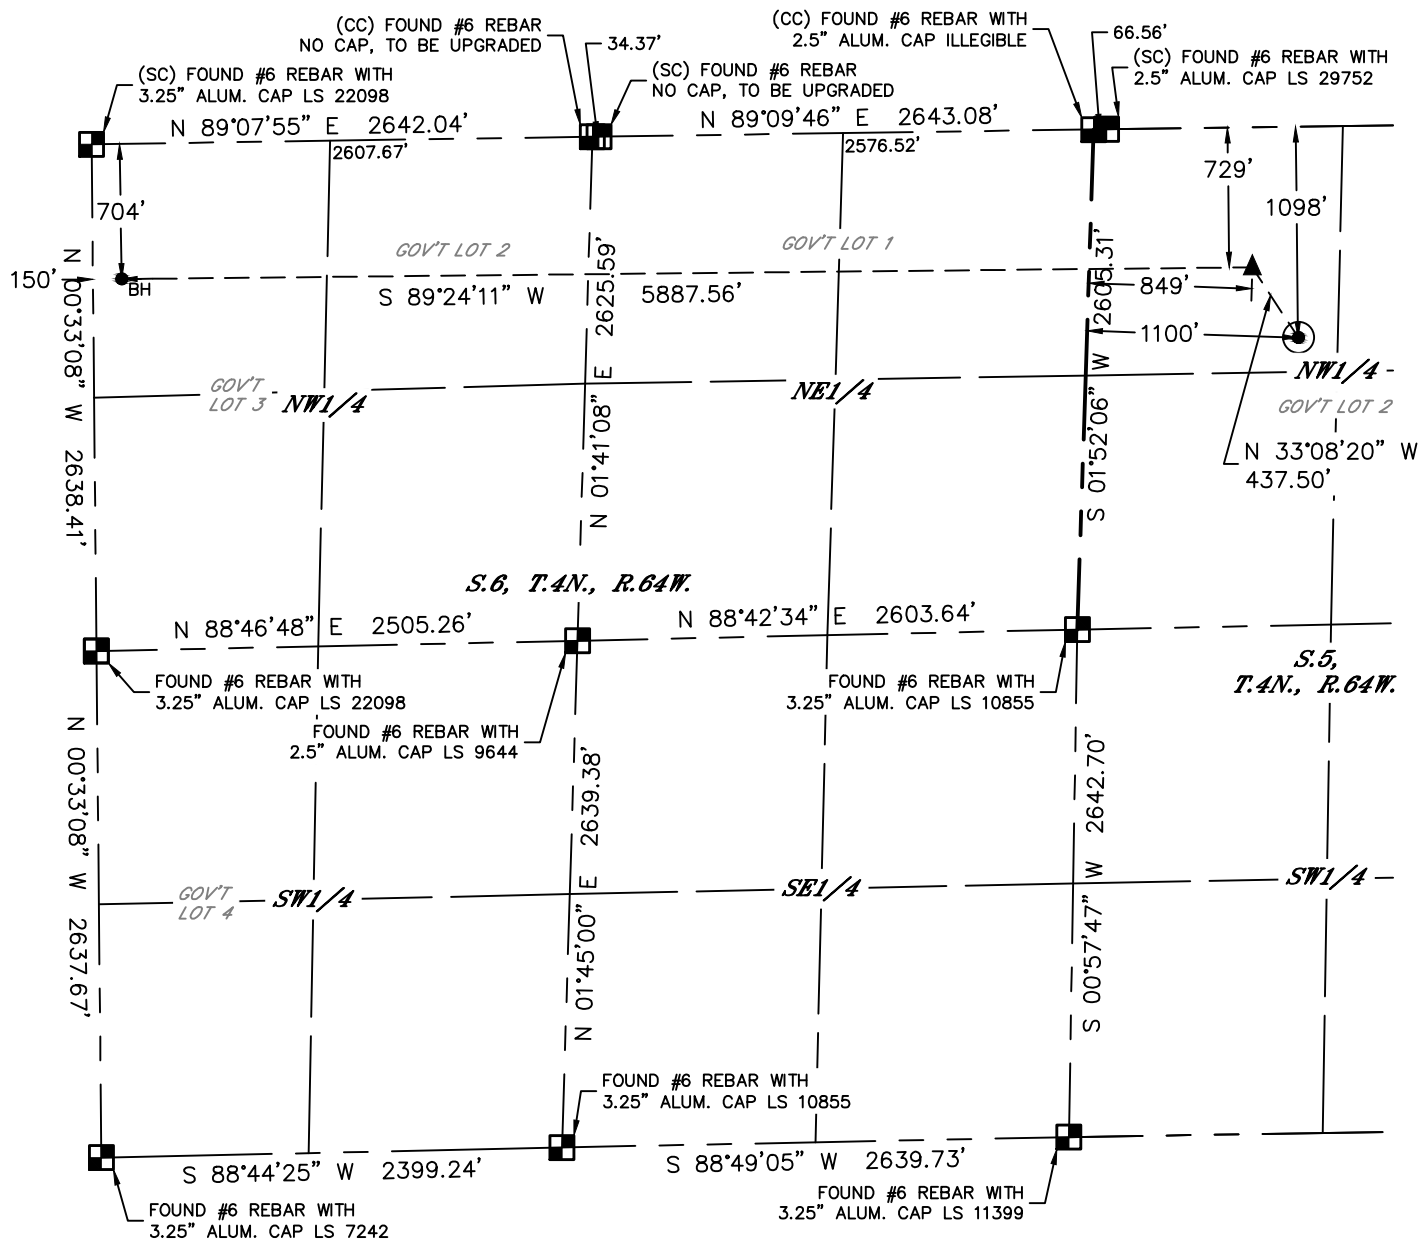 (CC) FOUND #6 REBAR
NO CAP, TO BE UPGRADED
34.37'
(CC) FOUND #6 REBAR WITH
2.5" ALUM. CAP ILLEGIBLE
66.56'
(SC) FOUND #6 REBAR WITH
3.25" ALUM. CAP LS 22098
(SC) FOUND #6 REBAR
NO CAP, TO BE UPGRADED
(SC) FOUND #6 REBAR WITH
2.5" ALUM. CAP LS 29752
N 89°07'55" E 2642.04'
2607.67'
N 89°09'46" E 2643.08'
2576.52'
704'
729'
1098'
GOV'T LOT 2
GOV'T LOT 1
150'
BH
S 89°24'11" W 5887.56'
849'
1100'
N 00°33'08" W 2638.41'
N 01°41'08" E 2625.59'
S 01°52'06" W 2605.31'
GOV'T
LOT 3
NW1/4
NE1/4
NW1/4
GOV'T LOT 2
N 33°08'20" W
437.50'
S.6, T.4N., R.64W.
N 88°46'48" E 2505.26'
N 88°42'34" E 2603.64'
S.5,
T.4N., R.64W.
FOUND #6 REBAR WITH
3.25" ALUM. CAP LS 22098
FOUND #6 REBAR WITH
2.5" ALUM. CAP LS 9644
FOUND #6 REBAR WITH
3.25" ALUM. CAP LS 10855
N 00°33'08" W 2637.67'
N 01°45'00" E 2639.38'
S 00°57'47" W 2642.70'
GOV'T
LOT 4
SW1/4
SE1/4
SW1/4
FOUND #6 REBAR WITH
3.25" ALUM. CAP LS 10855
S 88°44'25" W 2399.24'
S 88°49'05" W 2639.73'
FOUND #6 REBAR WITH
3.25" ALUM. CAP LS 7242
FOUND #6 REBAR WITH
3.25" ALUM. CAP LS 11399